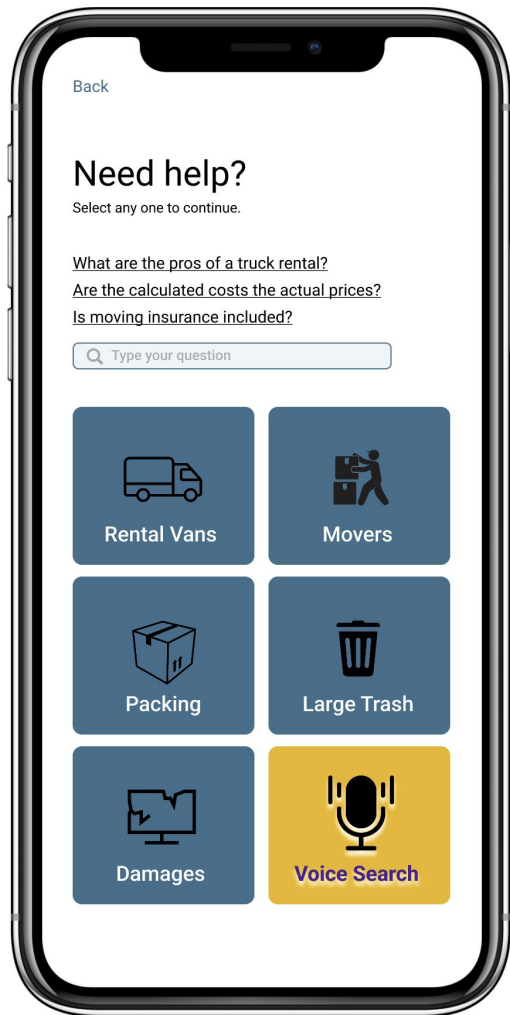 Back
Need help?
Select any one to continue.
What are the pros of a truck rental?
Are the calculated costs the actual prices?
Is moving insurance included?
Type your question
Rental Vans
Movers
Packing
Large Trash
Damages
Voice Search